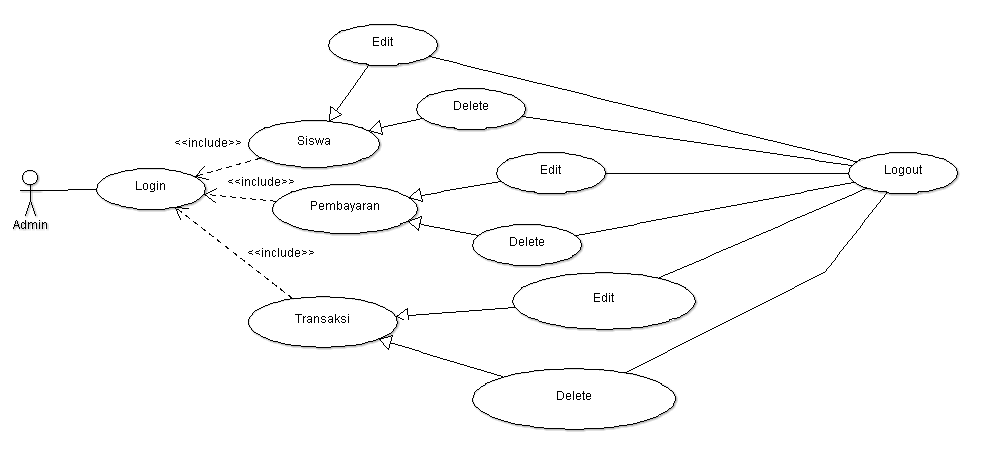 Edit
Delete
<<include>>
Siswa
Edit
Logout
Login
<<include>>
Pembayaran
Admin
Delete
<<include>>
Edit
Transaksi
Delete